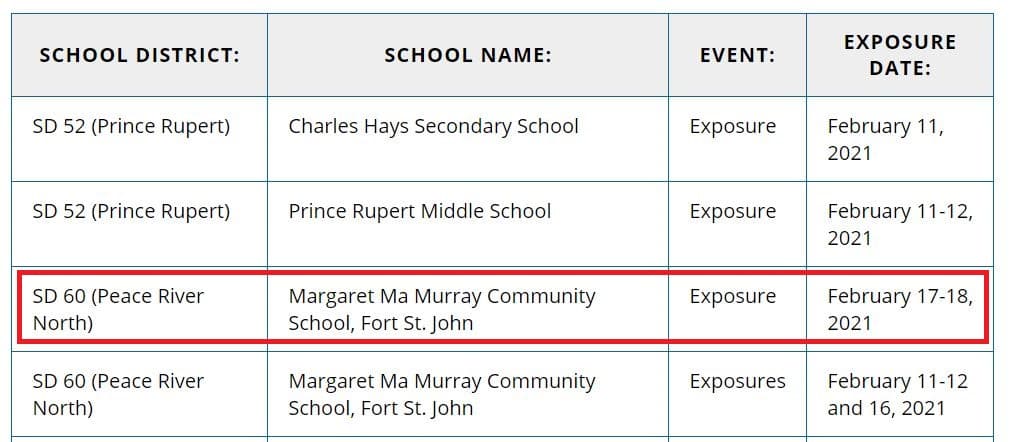 SCHOOL DISTRICT: SCHOOL NAME: EVENT: EXPOSURE DATE:
SD 52 (Prince Rupert) Charles Hays Secondary School Exposure February 11,
2021
SD 52 (Prince Rupert) Prince Rupert Middle School Exposure February 11-12,
2021
SD 60 (Peace River Margaret Ma Murray Community Exposure February 17-18,
North) School, Fort St. John 2021
SD 60 (Peace River Margaret Ma Murray Community Exposures February 11-12
North) School, Fort St. John and 16, 2021